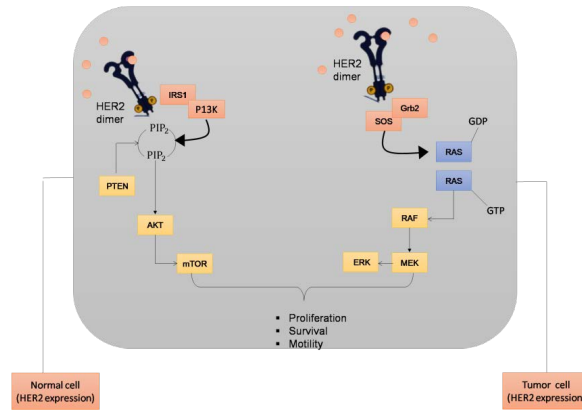 HER2
dimer
IRS1
P13K
PIP2
PIP2
PTEN
AKT
mTOR
P
P
HER2
dimer
Grb2
SOS
P
P
GDP
RAS
RAS
GTP
RAF
ERK
MEK
Proliferation
Survival
Motility
Normal cell
(HER2 expression)
Tumor cell
(HER2 expression)